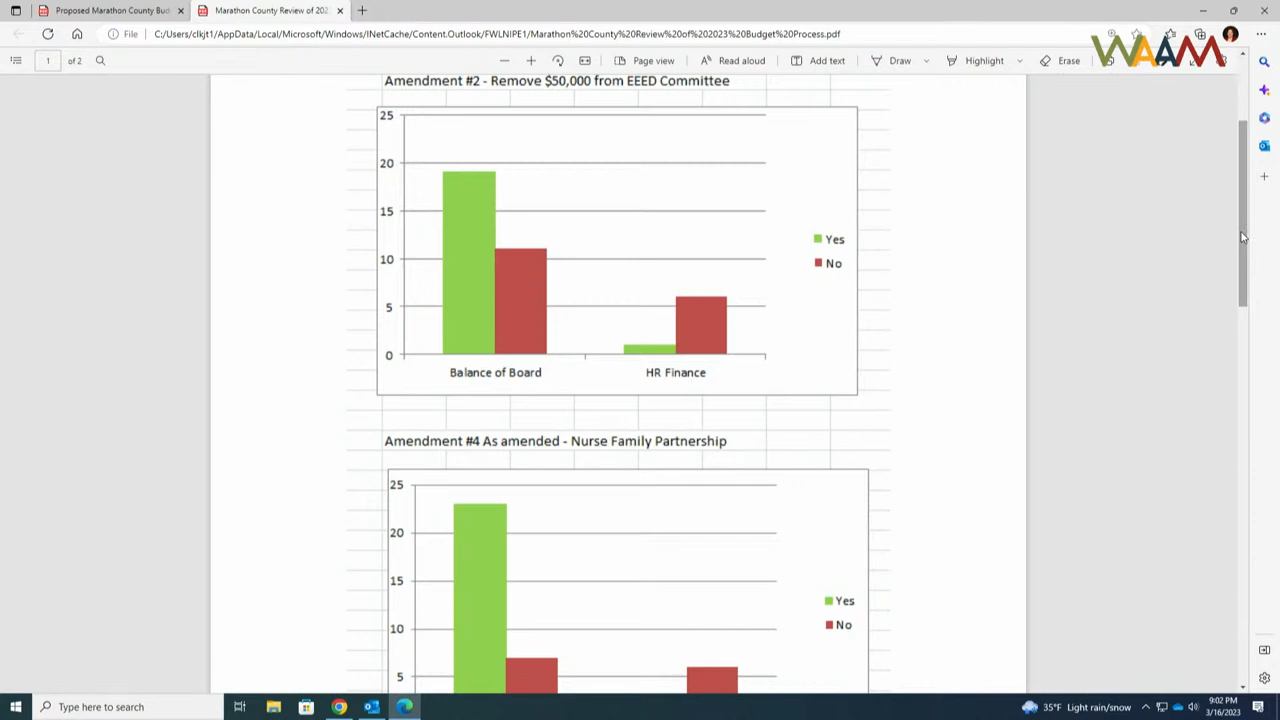 Proposed Marathon County Bud
Marathon County Review of 202
File
C:/Users/clkjt1/AppData/Local/Microsoft/Windows/INetCache/Content.Outlook/FWLNIPE1/Marathon%20County%20Review%20of%202023%20Budget%20Process.pdf
WAAM
1 of 2
Page view
Read aloud
Add text
Draw
Highlight
Erase
Amendment #2 - Remove $50,000 from EEED Committee
25
20
15
10
5
0
Yes
No
Balance of Board
HR Finance
Amendment #4 As amended - Nurse Family Partnership
25
20
15
10
5
Yes
No
Type here to search
35°F Light rain/snow
9:02 PM
3/16/2023